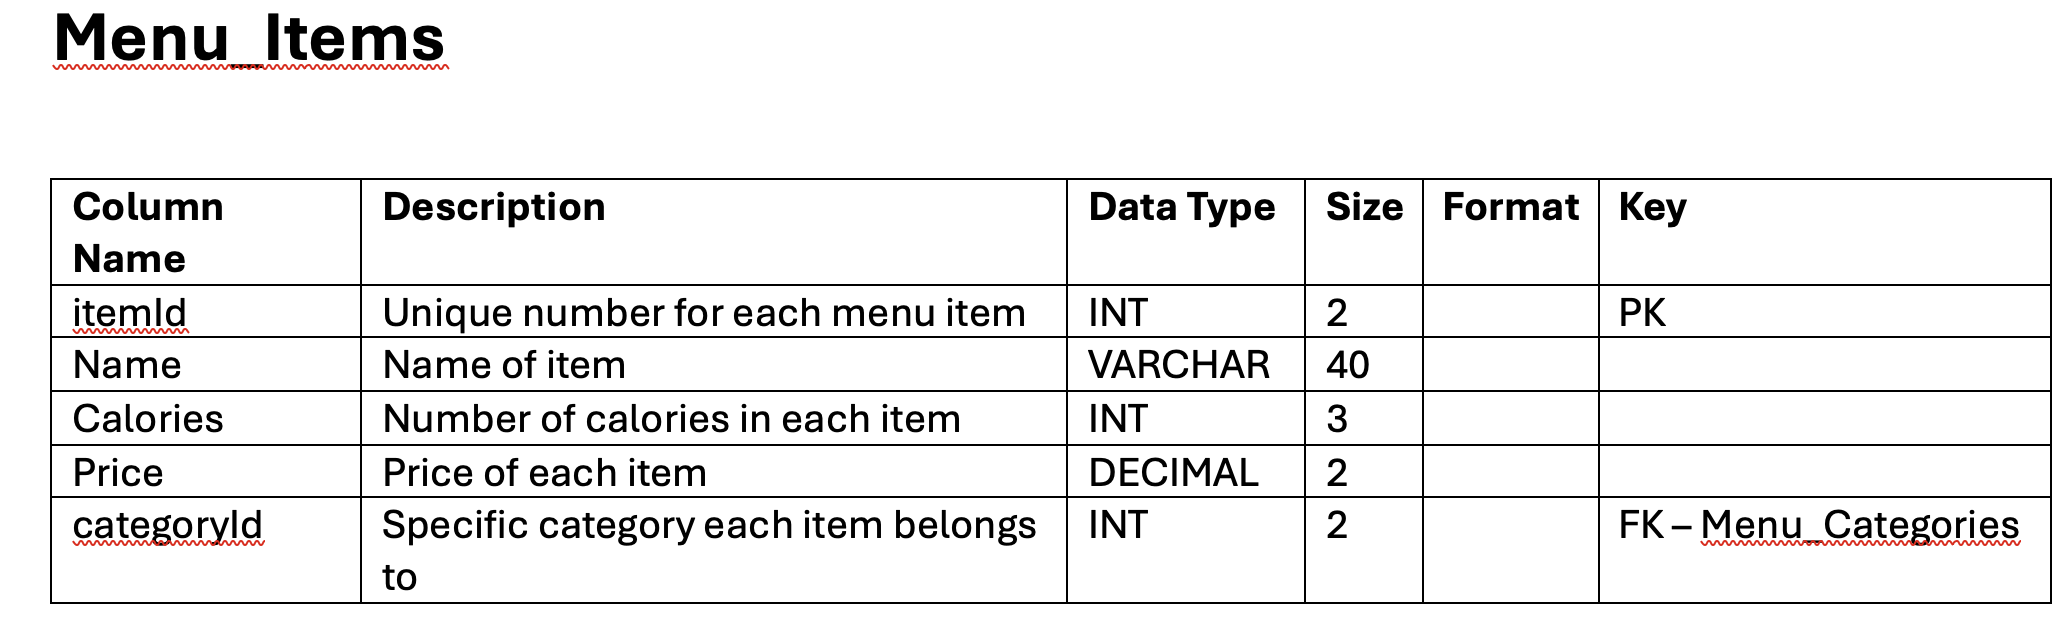 Menu_Items
Column Name Description Data Type Size Format Key
itemId Unique number for each menu item INT 2 PK
Name Name of item VARCHAR 40
Calories Number of calories in each item INT 3
Price Price of each item DECIMAL 2
categoryId Specific category each item belongs to INT 2 FK – Menu_Categories